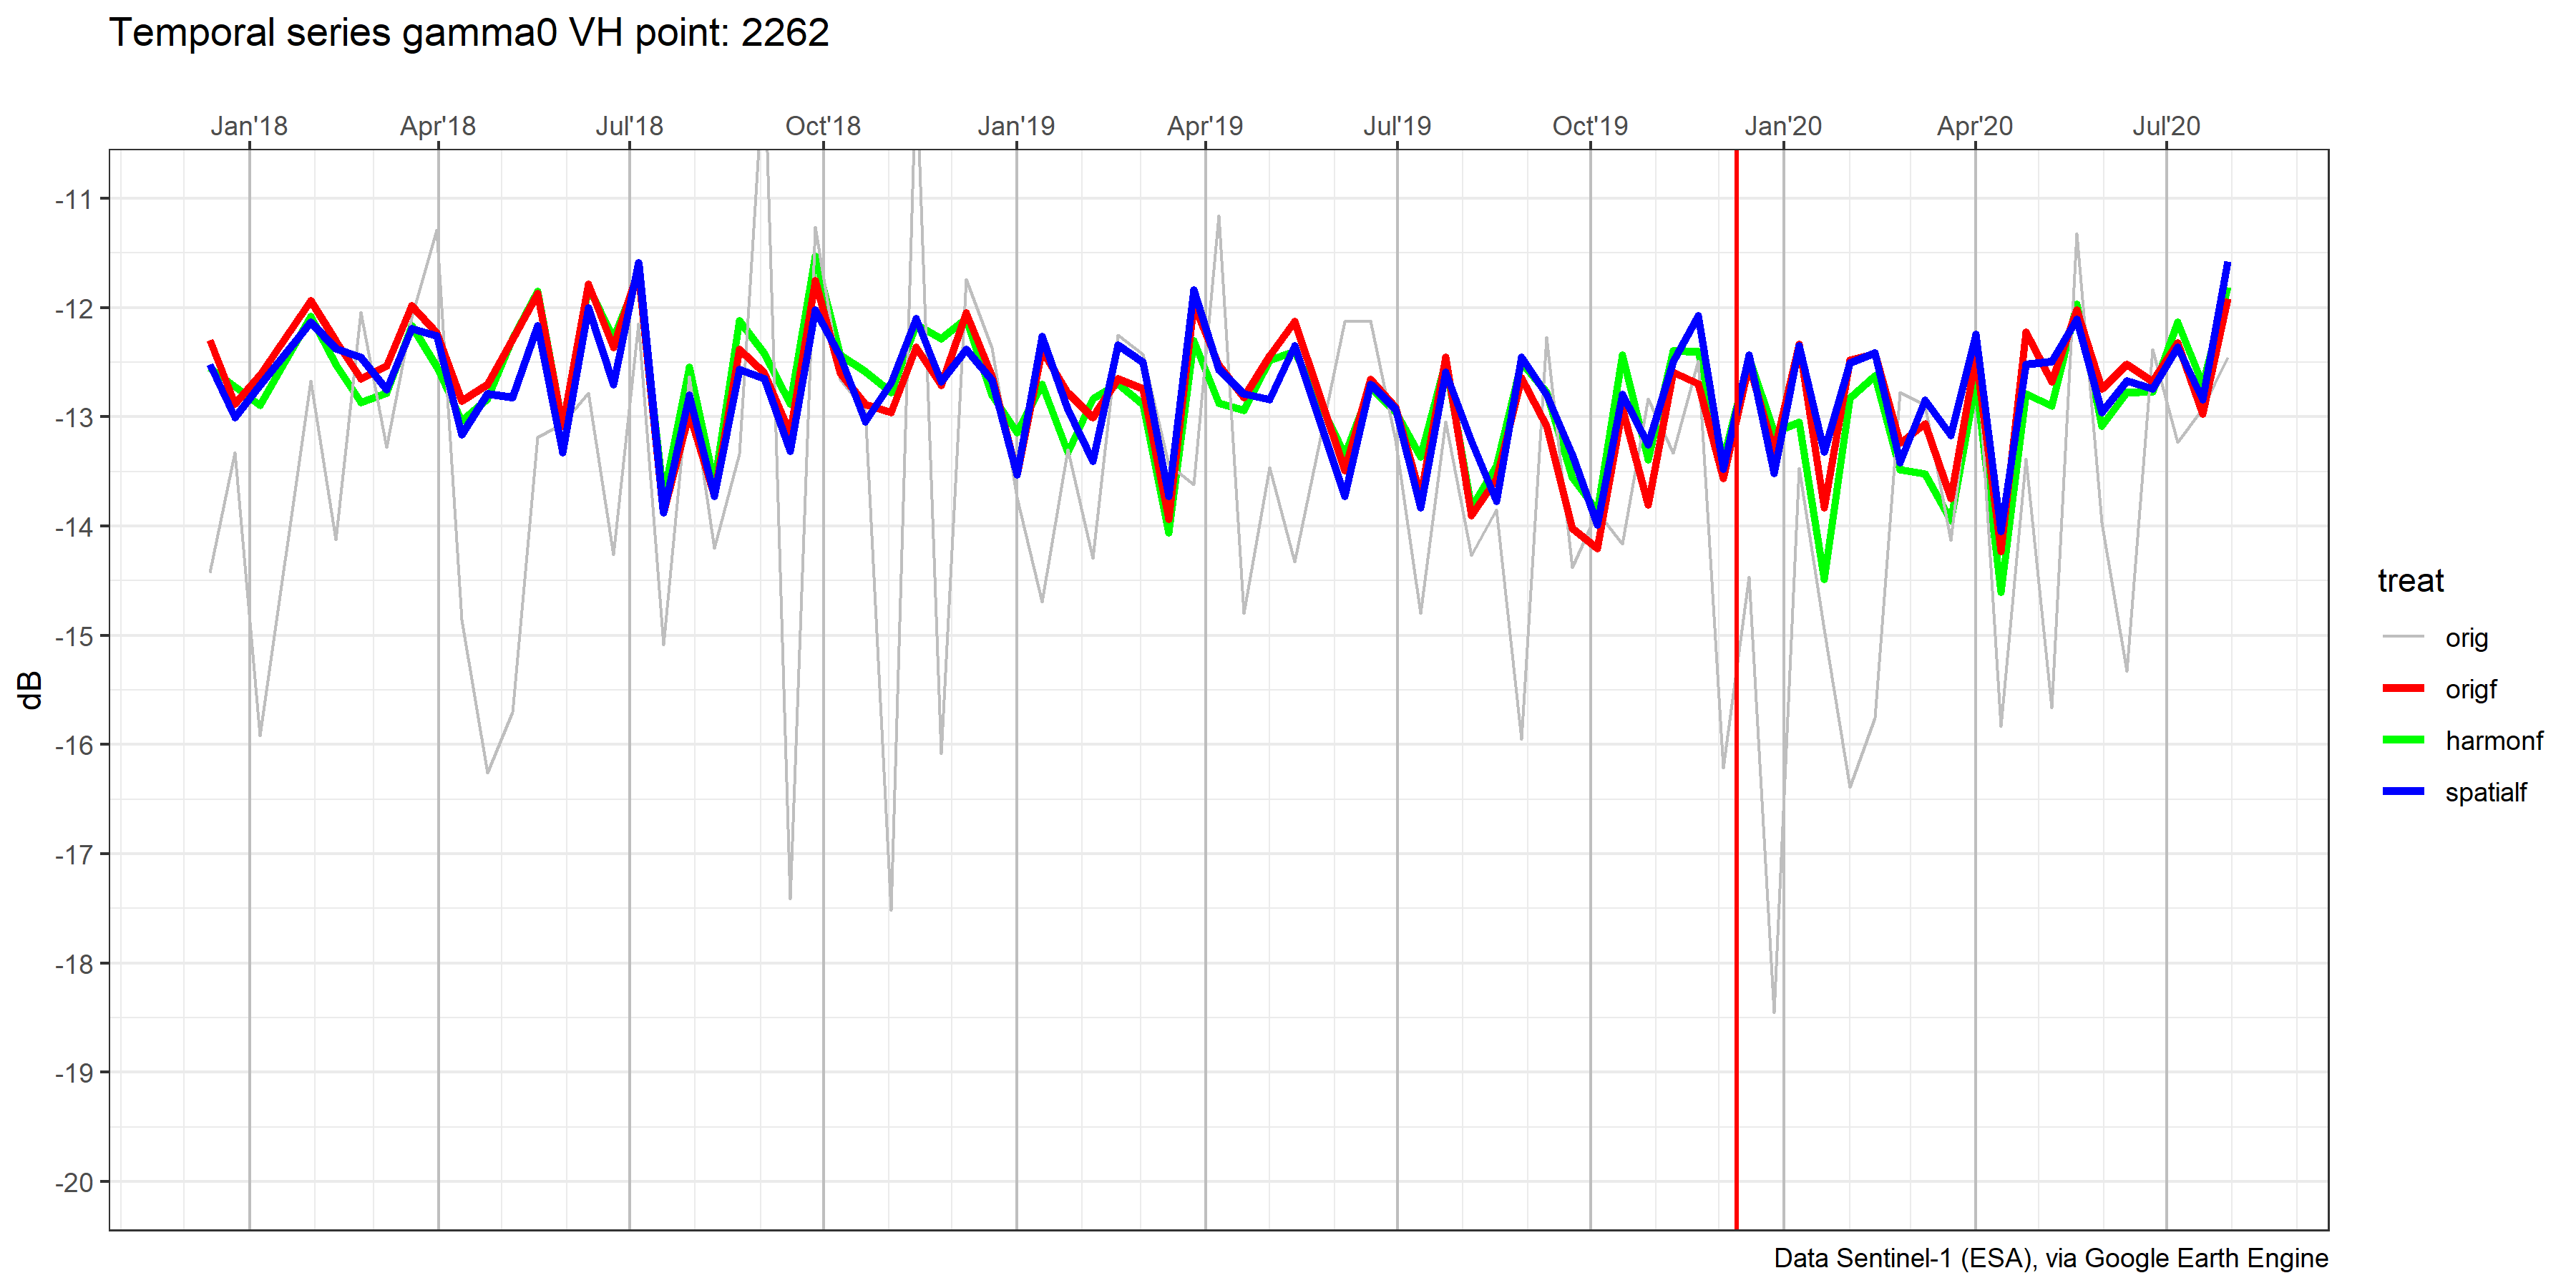 Temporal series gamma0 VH point: 2262
Jan'18 Apr'18 Jul'18 Oct'18 Jan'19 Apr'19 Jul'19 Oct'19 Jan'20 Apr'20 Jul'20
-11
-12
-13
-14
-15
-16
-17
-18
-19
-20
dB
treat
orig
origf
harmonf
spatialf
Data Sentinel-1 (ESA), via Google Earth Engine